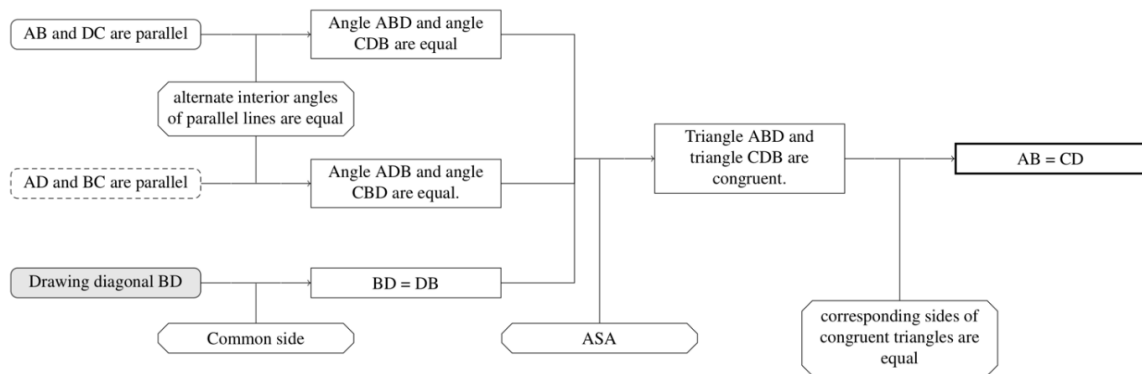 AB and DC are parallel
Angle ABD and angle
CDB are equal
alternate interior angles
of parallel lines are equal
AD and BC are parallel
Angle ADB and angle
CBD are equal.
Triangle ABD and
triangle CDB are
congruent.
AB = CD
Drawing diagonal BD
BD = DB
Common side
ASA
corresponding sides of
congruent triangles are
equal